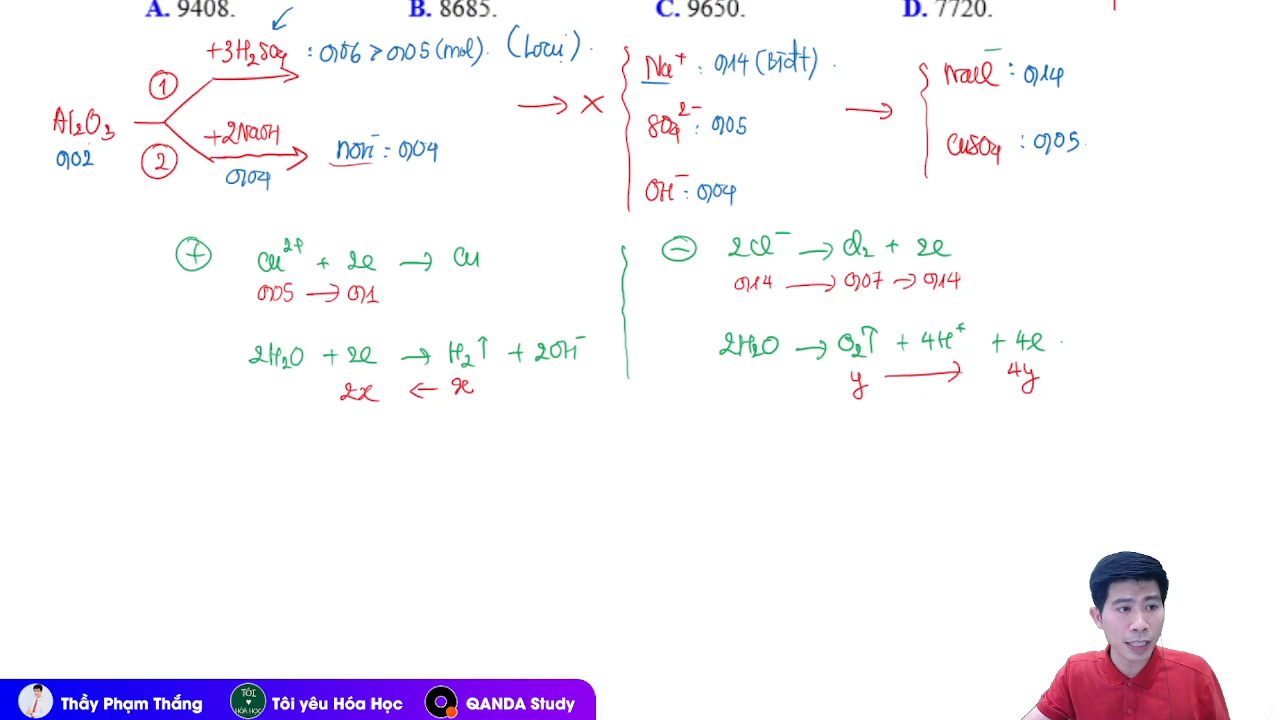 A. 9408. B. 8685. C. 9650. D. 7720.
+3H₂SO₄ : 0,06 > 0,05 (mol). (Loại).
①
Al₂O₃
0,02
②
+2NaOH
0,04
nOH⁻ = 0,04
→ X
Na⁺ : 0,14 (BTĐT)
SO₄²⁻ : 0,05
OH⁻ : 0,04
→
NaCl : 0,14
CuSO₄ : 0,05
⊕ Cu²⁺ + 2e → Cu
0,05 → 0,1
2H₂O + 2e → H₂↑ + 2OH⁻
2x ← x
⊖ 2Cl⁻ → Cl₂ + 2e
0,14 → 0,07 → 0,14
2H₂O → O₂↑ + 4H⁺ + 4e
y → 4y
Thầy Phạm Thắng
TÔI ♥ HÓA HỌC
Tôi yêu Hóa Học
QANDA Study